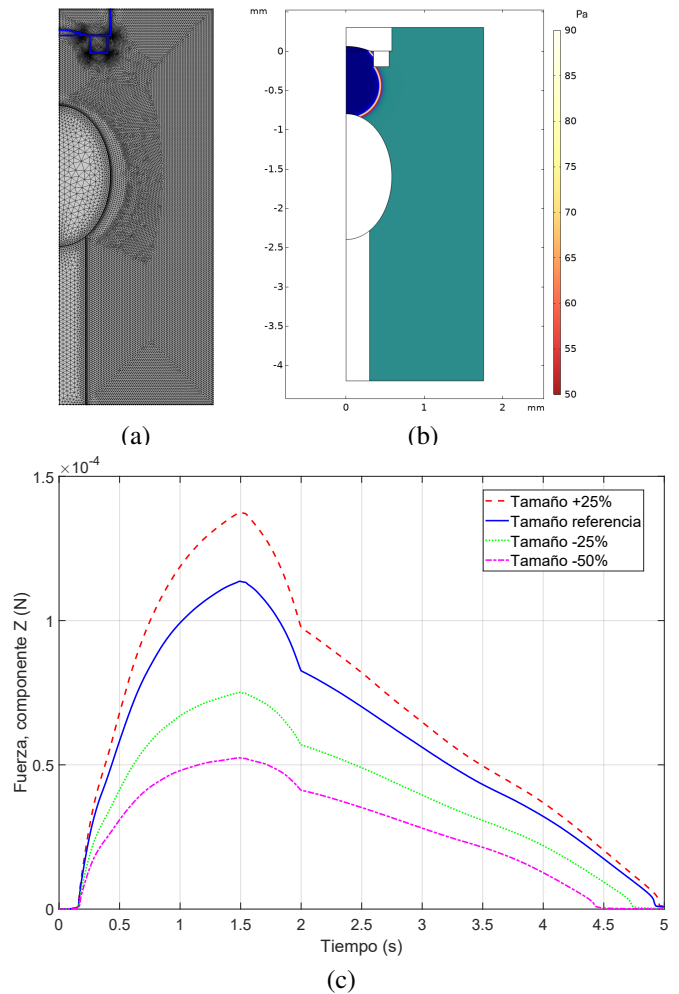 mm
Pa
0
-0.5
-1
-1.5
-2
-2.5
-3
-3.5
-4
0 1 2 mm
90
85
80
75
70
65
60
55
50
(a) (b)
×10⁻⁴
1.5
1
0.5
0
Fuerza, componente Z (N)
Tamaño +25%
Tamaño referencia
Tamaño -25%
Tamaño -50%
0 0.5 1.0 1.5 2 2.5 3 3.5 4 4.5 5
Tiempo (s)
(c)